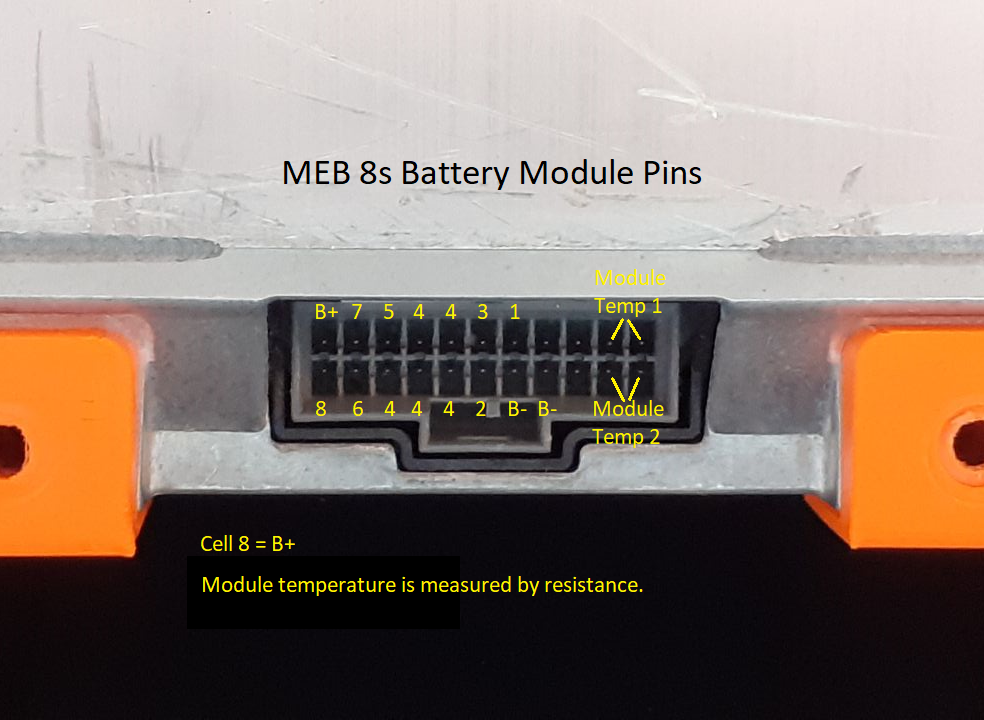 MEB 8s Battery Module Pins
Module
Temp 1
B+ 7 5 4 4 3 1
8 6 4 4 4 2 B- B-
Module
Temp 2
Cell 8 = B+
Module temperature is measured by resistance.